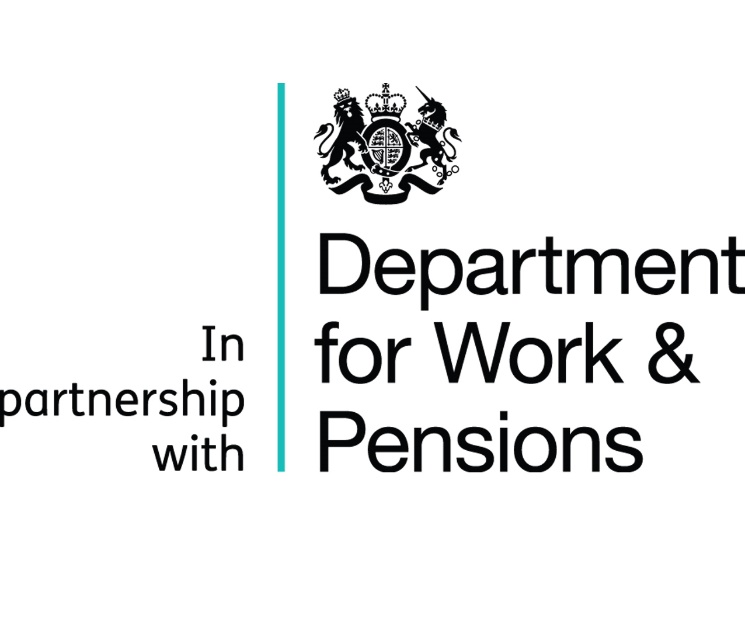 In
partnership
with
Department
for Work &
Pensions